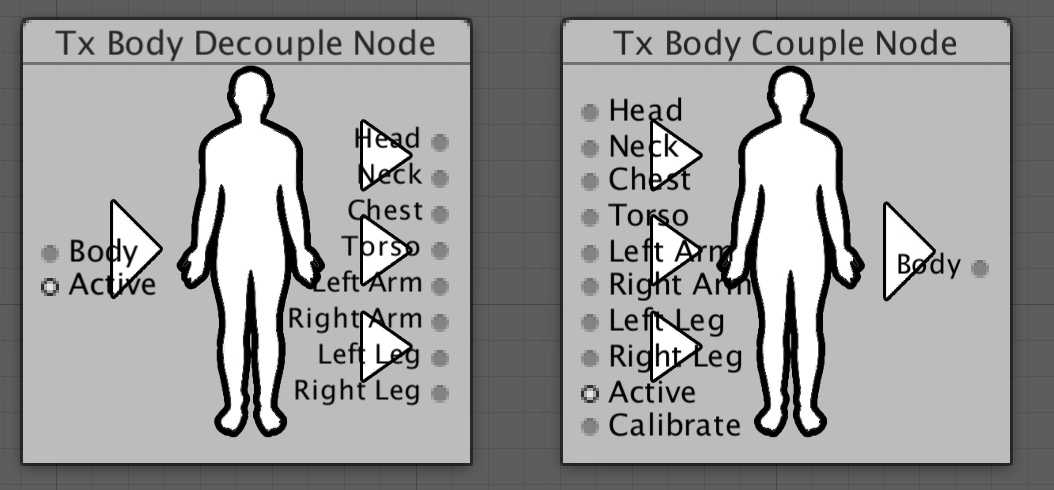 Tx Body Decouple Node
Body
Active
Head
Neck
Chest
Torso
Left Arm
Right Arm
Left Leg
Right Leg
Tx Body Couple Node
Head
Neck
Chest
Torso
Left Arm
Right Arm
Left Leg
Right Leg
Active
Calibrate
Body